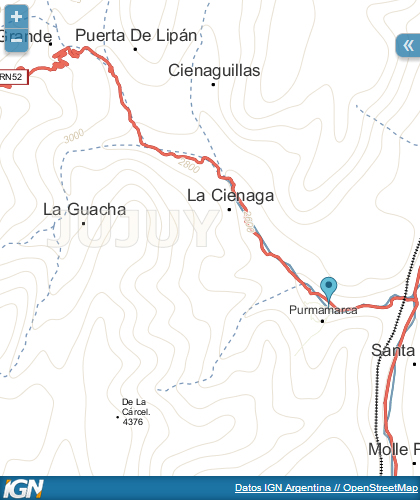 +
Grande
Puerta De Lipán
−
«
Cienaguillas
RN52
3000
2800
La Cienaga
La Guacha
JUJUY
Purmamarca
Santa
De La
Cárcel.
4376
Molle P
IGN
Datos IGN Argentina // OpenStreetMap